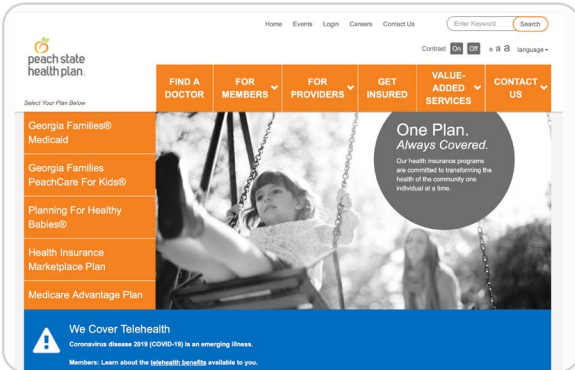 Home Events Login Careers Contact Us
Enter Keyword Search
Contrast On Off a a a language
peach state
health plan.
Select Your Plan Below
FIND A
DOCTOR
FOR
MEMBERS
FOR
PROVIDERS
GET
INSURED
VALUE-
ADDED
SERVICES
CONTACT
US
Georgia Families®
Medicaid
Georgia Families
PeachCare For Kids®
Planning For Healthy
Babies®
Health Insurance
Marketplace Plan
Medicare Advantage Plan
One Plan.
Always Covered.
Our health insurance programs
are committed to transforming the
health of the community one
individual at a time.
We Cover Telehealth
Coronavirus disease 2019 (COVID-19) is an emerging illness.
Members: Learn about the telehealth benefits available to you.